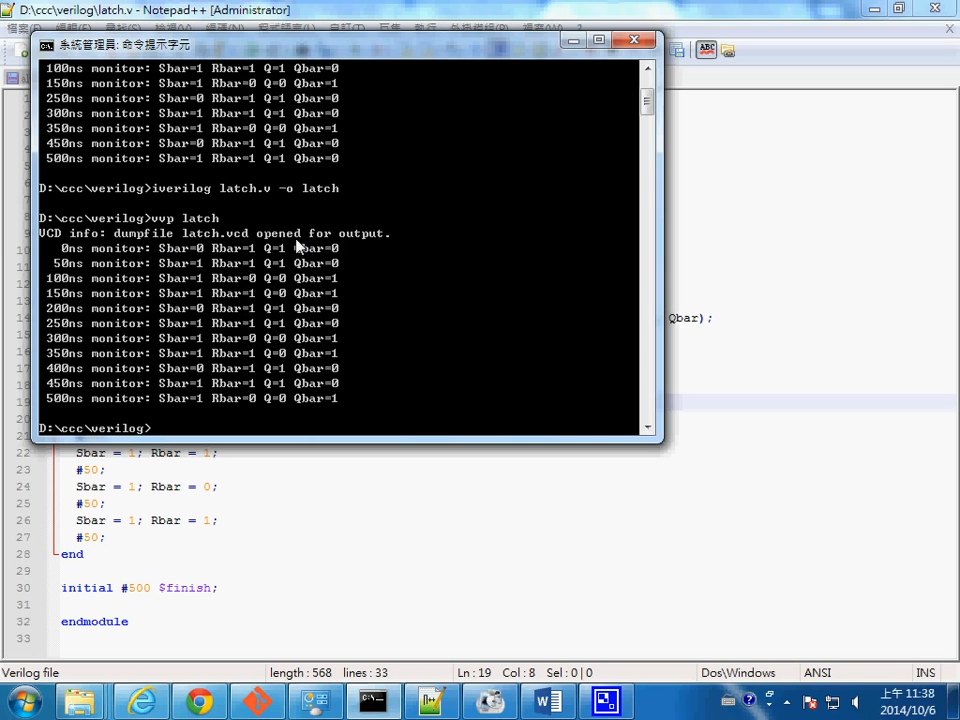 D:\ccc\verilog\latch.v - Notepad++ [Administrator]
系統管理員: 命令提示字元
100ns monitor: Sbar=1 Rbar=1 Q=1 Qbar=0
150ns monitor: Sbar=1 Rbar=0 Q=0 Qbar=1
250ns monitor: Sbar=0 Rbar=1 Q=1 Qbar=0
300ns monitor: Sbar=1 Rbar=1 Q=1 Qbar=0
350ns monitor: Sbar=1 Rbar=0 Q=0 Qbar=1
450ns monitor: Sbar=0 Rbar=1 Q=1 Qbar=0
500ns monitor: Sbar=1 Rbar=1 Q=1 Qbar=0
D:\ccc\verilog>iverilog latch.v -o latch
D:\ccc\verilog>vvp latch
VCD info: dumpfile latch.vcd opened for output.
0ns monitor: Sbar=0 Rbar=1 Q=1 Qbar=0
50ns monitor: Sbar=1 Rbar=1 Q=1 Qbar=0
100ns monitor: Sbar=1 Rbar=0 Q=0 Qbar=1
150ns monitor: Sbar=1 Rbar=1 Q=0 Qbar=1
200ns monitor: Sbar=0 Rbar=1 Q=1 Qbar=0
250ns monitor: Sbar=1 Rbar=1 Q=1 Qbar=0
300ns monitor: Sbar=1 Rbar=0 Q=0 Qbar=1
350ns monitor: Sbar=1 Rbar=1 Q=0 Qbar=1
400ns monitor: Sbar=0 Rbar=1 Q=1 Qbar=0
450ns monitor: Sbar=1 Rbar=1 Q=1 Qbar=0
500ns monitor: Sbar=1 Rbar=0 Q=0 Qbar=1
D:\ccc\verilog>
Qbar);
22 Sbar = 1; Rbar = 1;
23 #50;
24 Sbar = 1; Rbar = 0;
25 #50;
26 Sbar = 1; Rbar = 1;
27 #50;
28 end
29
30 initial #500 $finish;
31
32 endmodule
33
Verilog file length : 568 lines : 33 Ln : 19 Col : 8 Sel : 0 | 0 Dos\Windows ANSI INS
上午 11:38
2014/10/6